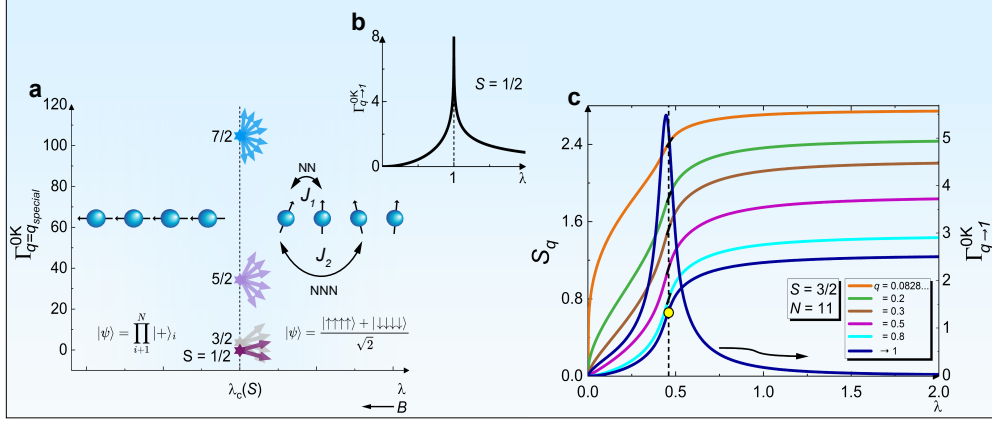 a
Γ^{0K}_{q=q_{special}}
120
100
80
60
40
20
0
7/2
5/2
3/2
S = 1/2
NN
J_1
J_2
NNN
|ψ⟩ = ∏_{i+1}^{N} |+⟩_i
|ψ⟩ = (|↑↑↑↑⟩ + |↓↓↓↓⟩)/√2
λ_c(S)
λ
B
b
Γ^{0K}_{q→1}
8
4
0
S = 1/2
1
λ
c
S_q
2.4
1.6
0.8
0.0
0.0
0.5
1.0
1.5
2.0
λ
S = 3/2
N = 11
q = 0.0828...
= 0.2
= 0.3
= 0.5
= 0.8
→ 1
5
4
3
2
1
0
Γ^{0K}_{q→1}